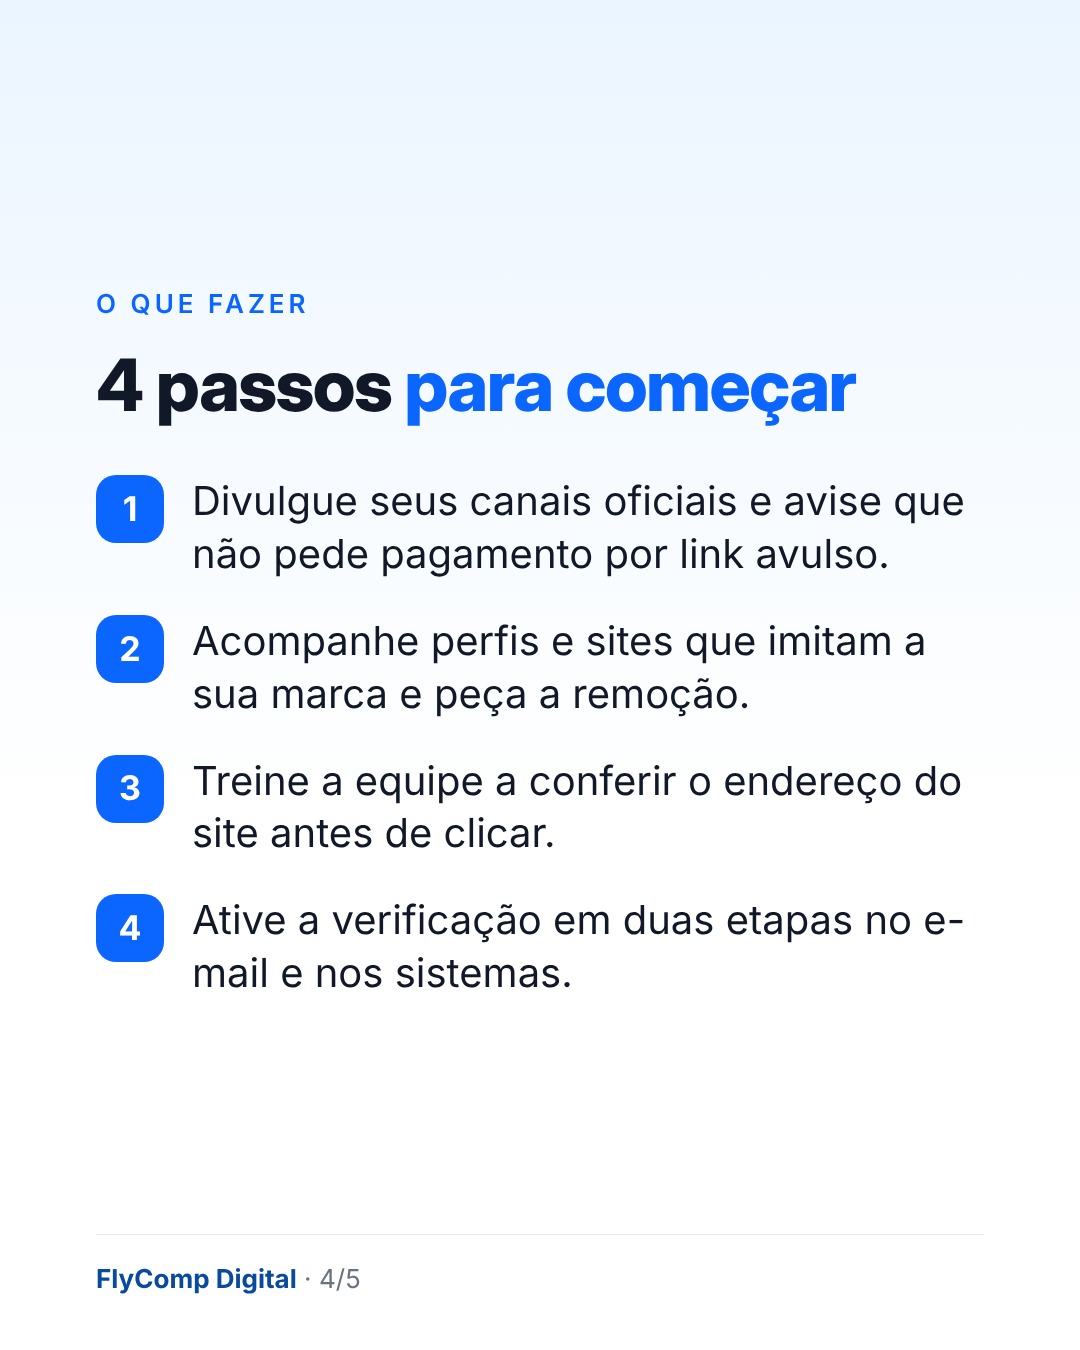 O QUE FAZER
4 passos para começar
1 Divulgue seus canais oficiais e avise que
não pede pagamento por link avulso.
2 Acompanhe perfis e sites que imitam a
sua marca e peça a remoção.
3 Treine a equipe a conferir o endereço do
site antes de clicar.
4 Ative a verificação em duas etapas no e-
mail e nos sistemas.
FlyComp Digital · 4/5